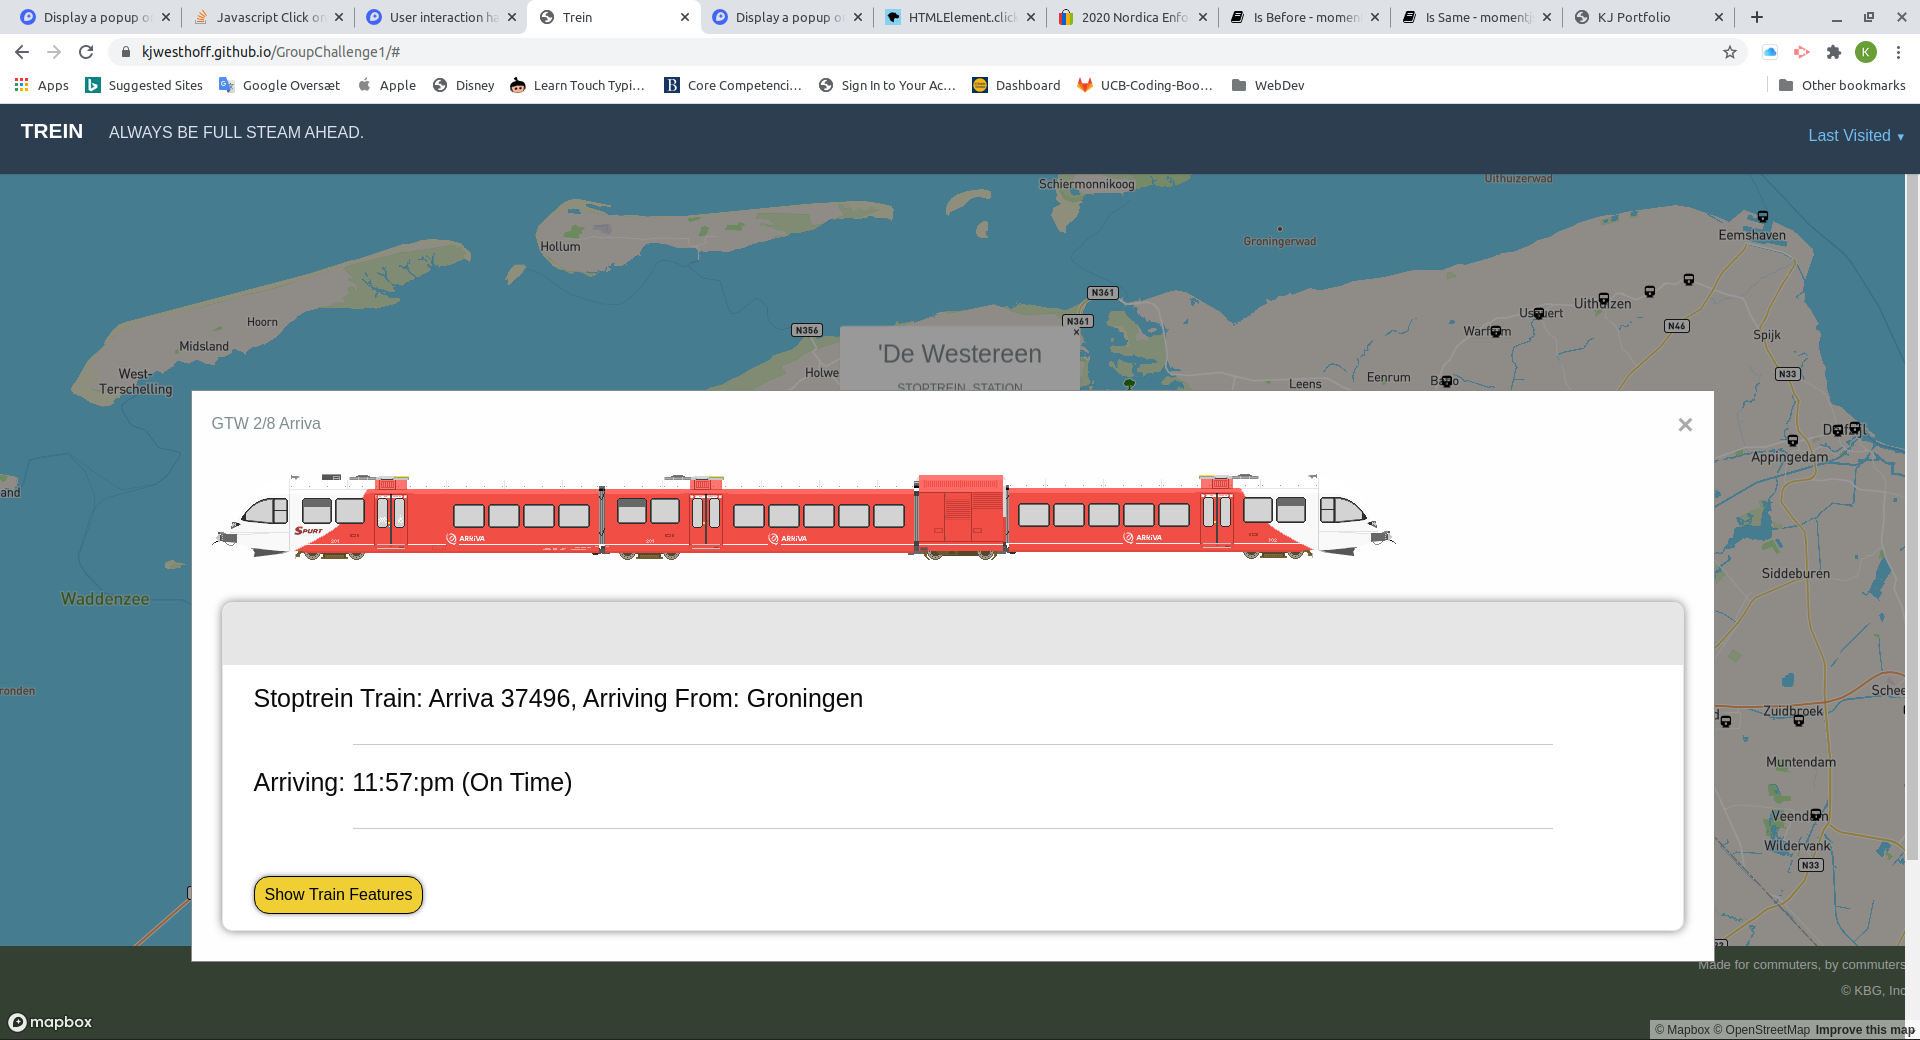 Display a popup o
Javascript Click on
User interaction ha
Trein
Display a popup o
HTMLElement.click
2020 Nordica Enfo
Is Before - momen
Is Same - momentj
KJ Portfolio
kjwesthoff.github.io/GroupChallenge1/#
K
Apps
Suggested Sites
Google Oversæt
Apple
Disney
Learn Touch Typi...
Core Competenci...
Sign In to Your Ac...
Dashboard
UCB-Coding-Boo...
WebDev
Other bookmarks
TREIN
ALWAYS BE FULL STEAM AHEAD.
Last Visited ▼
Schiermonnikoog
Uithuizerwad
Hollum
Groningerwad
Eemshaven
N361
Hoorn
Uithuizen
N361
N356
Usquert
N46
Midsland
Warffum
Spijk
'De Westereen
West-
Terschelling
Holwe
STOPTREIN, STATION
Leens
Eenrum
N33
GTW 2/8 Arriva
×
Appingedam
and
SPURT
ARRIVA
ARRIVA
ARRIVA
Siddeburen
Waddenzee
ronden
Stoptrein Train: Arriva 37496, Arriving From: Groningen
Schee
Zuidbroek
Muntendam
Arriving: 11:57:pm (On Time)
Veendam
Wildervank
N33
Show Train Features
Made for commuters, by commuters
© KBG, Inc
mapbox
© Mapbox © OpenStreetMap Improve this map